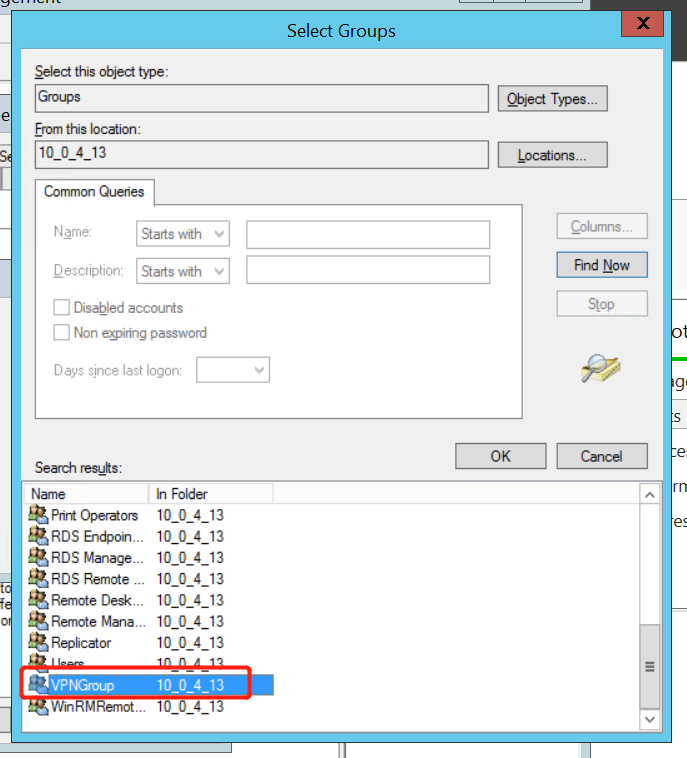 agement
Select Groups
X
Select this object type:
Groups
Object Types...
From this location:
10_0_4_13
Locations...
Common Queries
Name:
Starts with
Columns...
Description:
Starts with
Find Now
Disabled accounts
Stop
Non expiring password
Days since last logon:
OK
Cancel
Search results:
Name In Folder
Print Operators 10_0_4_13
RDS Endpoin... 10_0_4_13
RDS Manage... 10_0_4_13
RDS Remote ... 10_0_4_13
Remote Desk... 10_0_4_13
Remote Mana... 10_0_4_13
Replicator 10_0_4_13
Users 10_0_4_13
VPNGroup 10_0_4_13
WinRMRemot... 10_0_4_13